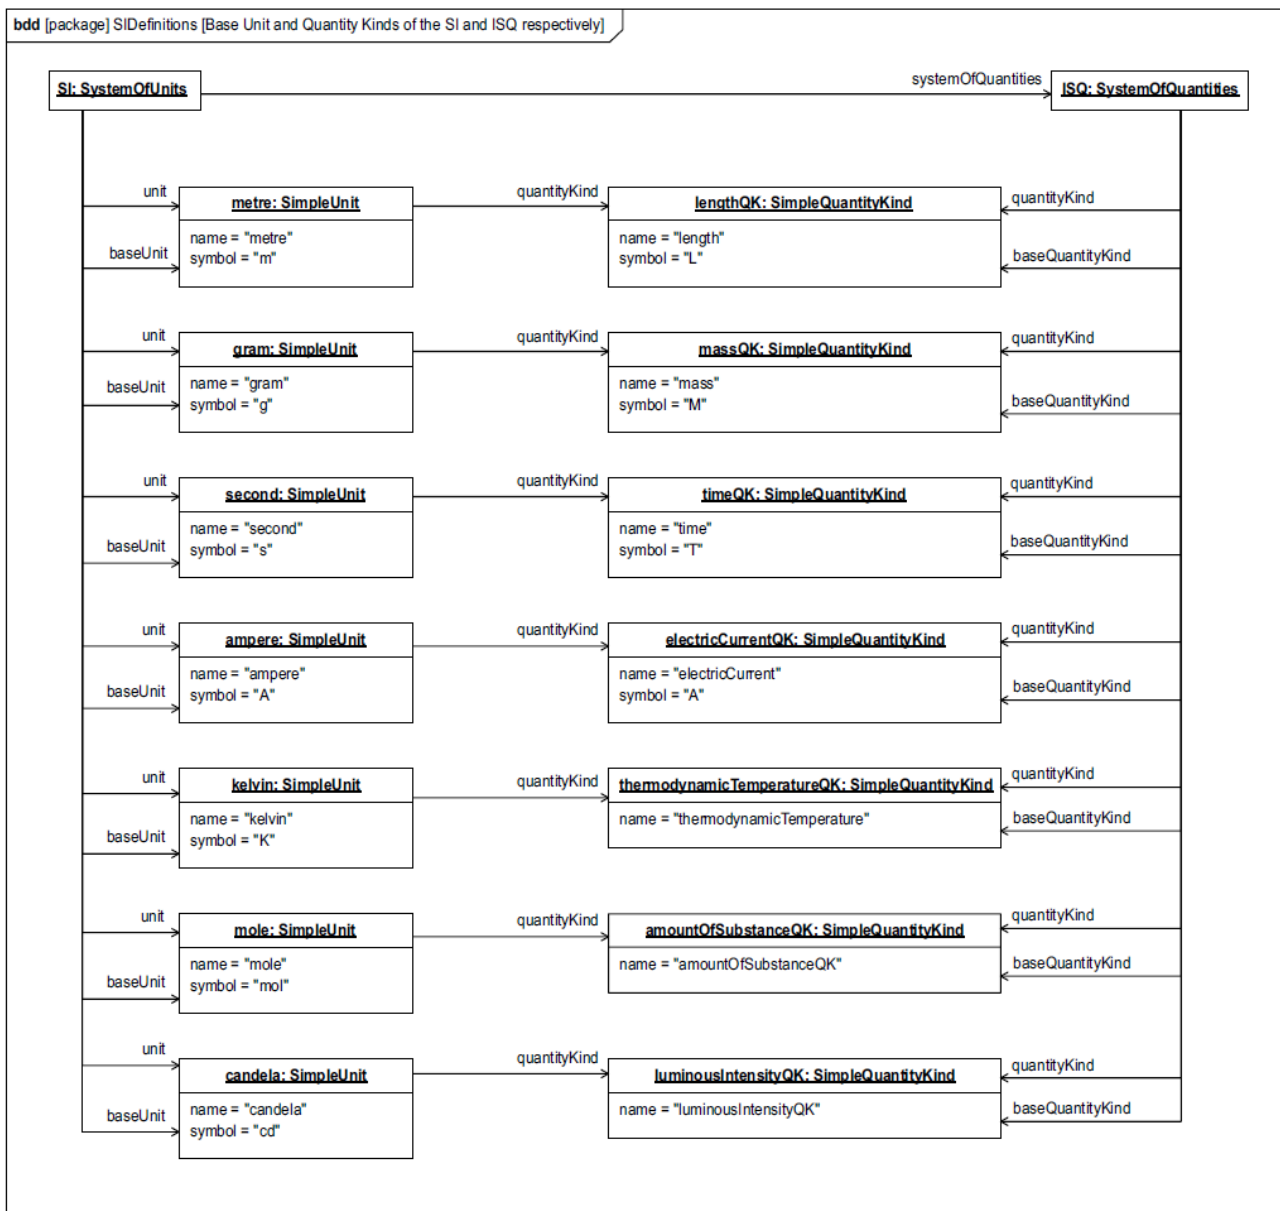 bdd [package] SIDefinitions [Base Unit and Quantity Kinds of the SI and ISQ respectively]
SI: SystemOfUnits
systemOfQuantities
ISQ: SystemOfQuantities
unit
metre: SimpleUnit
quantityKind
lengthQK: SimpleQuantityKind
quantityKind
name = "metre"
symbol = "m"
baseUnit
name = "length"
symbol = "L"
baseQuantityKind
unit
gram: SimpleUnit
quantityKind
massQK: SimpleQuantityKind
quantityKind
name = "gram"
symbol = "g"
baseUnit
name = "mass"
symbol = "M"
baseQuantityKind
unit
second: SimpleUnit
quantityKind
timeQK: SimpleQuantityKind
quantityKind
name = "second"
symbol = "s"
baseUnit
name = "time"
symbol = "T"
baseQuantityKind
unit
ampere: SimpleUnit
quantityKind
electricCurrentQK: SimpleQuantityKind
quantityKind
name = "ampere"
symbol = "A"
baseUnit
name = "electricCurrent"
symbol = "A"
baseQuantityKind
unit
kelvin: SimpleUnit
quantityKind
thermodynamicTemperatureQK: SimpleQuantityKind
quantityKind
name = "kelvin"
symbol = "K"
baseUnit
name = "thermodynamicTemperature"
baseQuantityKind
unit
mole: SimpleUnit
quantityKind
amountOfSubstanceQK: SimpleQuantityKind
quantityKind
name = "mole"
symbol = "mol"
baseUnit
name = "amountOfSubstanceQK"
baseQuantityKind
unit
candela: SimpleUnit
quantityKind
luminousIntensityQK: SimpleQuantityKind
quantityKind
name = "candela"
symbol = "cd"
baseUnit
name = "luminousIntensityQK"
baseQuantityKind